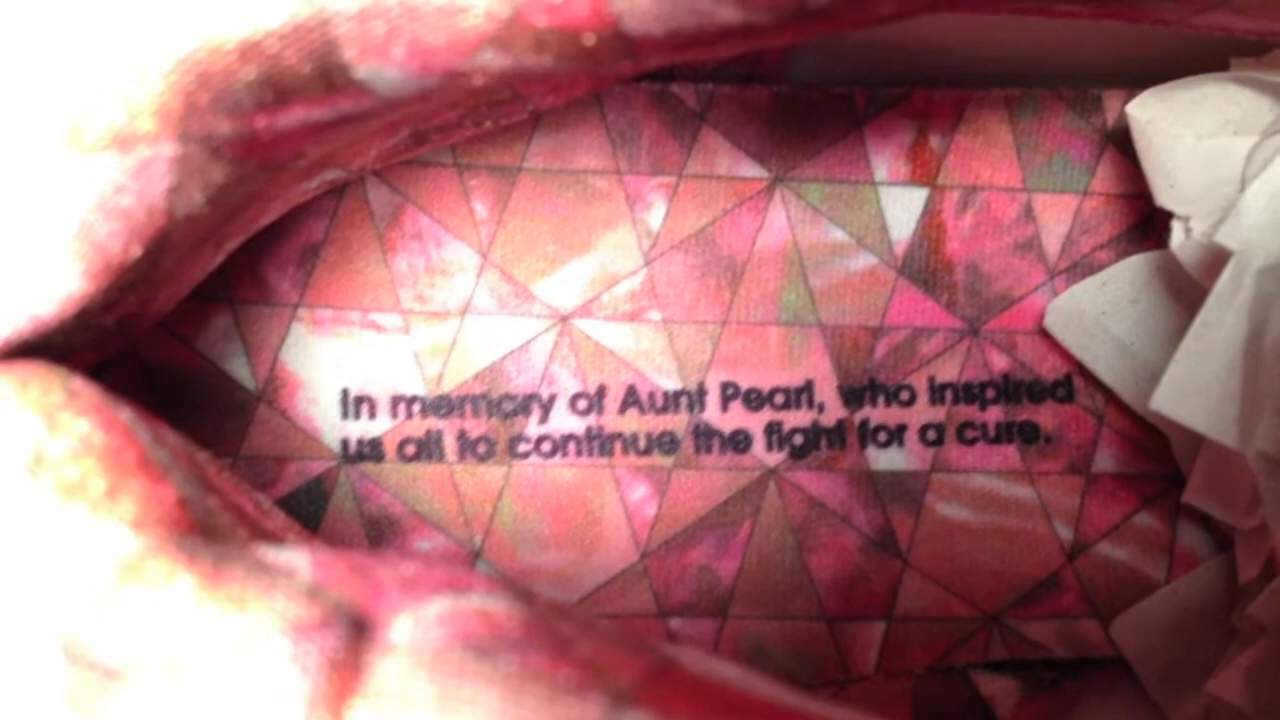 In memory of Aunt Pearl, who inspired
us all to continue the fight for a cure.